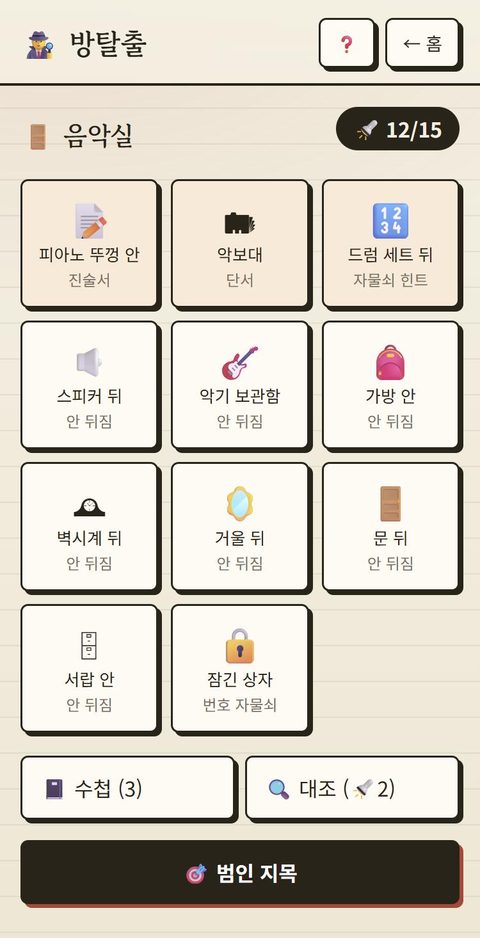 방탈출
?
← 홈
음악실
12/15
피아노 뚜껑 안
진술서
악보대
단서
1 2
3 4
드럼 세트 뒤
자물쇠 힌트
스피커 뒤
안 뒤짐
악기 보관함
안 뒤짐
가방 안
안 뒤짐
벽시계 뒤
안 뒤짐
거울 뒤
안 뒤짐
문 뒤
안 뒤짐
서랍 안
안 뒤짐
잠긴 상자
번호 자물쇠
수첩 (3)
대조 (🔦 2)
범인 지목